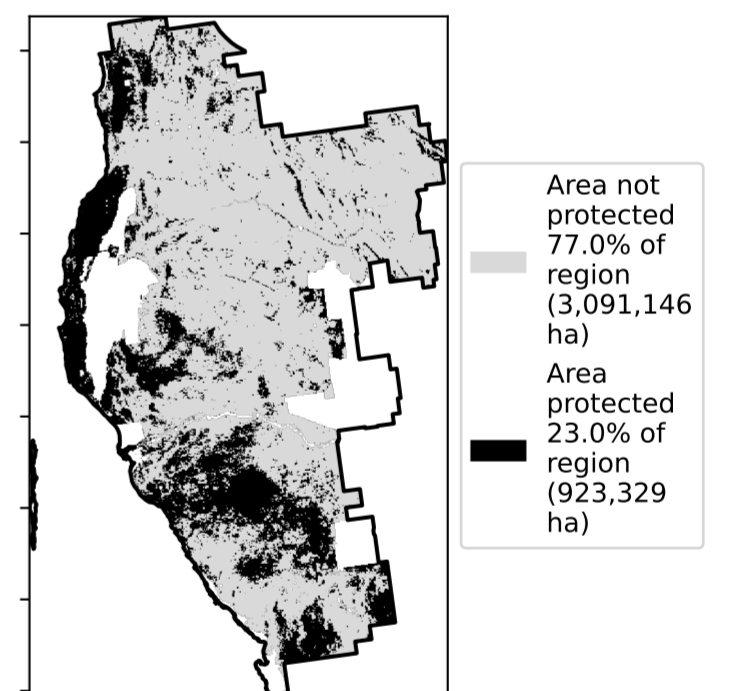 Area not
protected
77.0% of
region
(3,091,146
ha)
Area
protected
23.0% of
region
(923,329
ha)